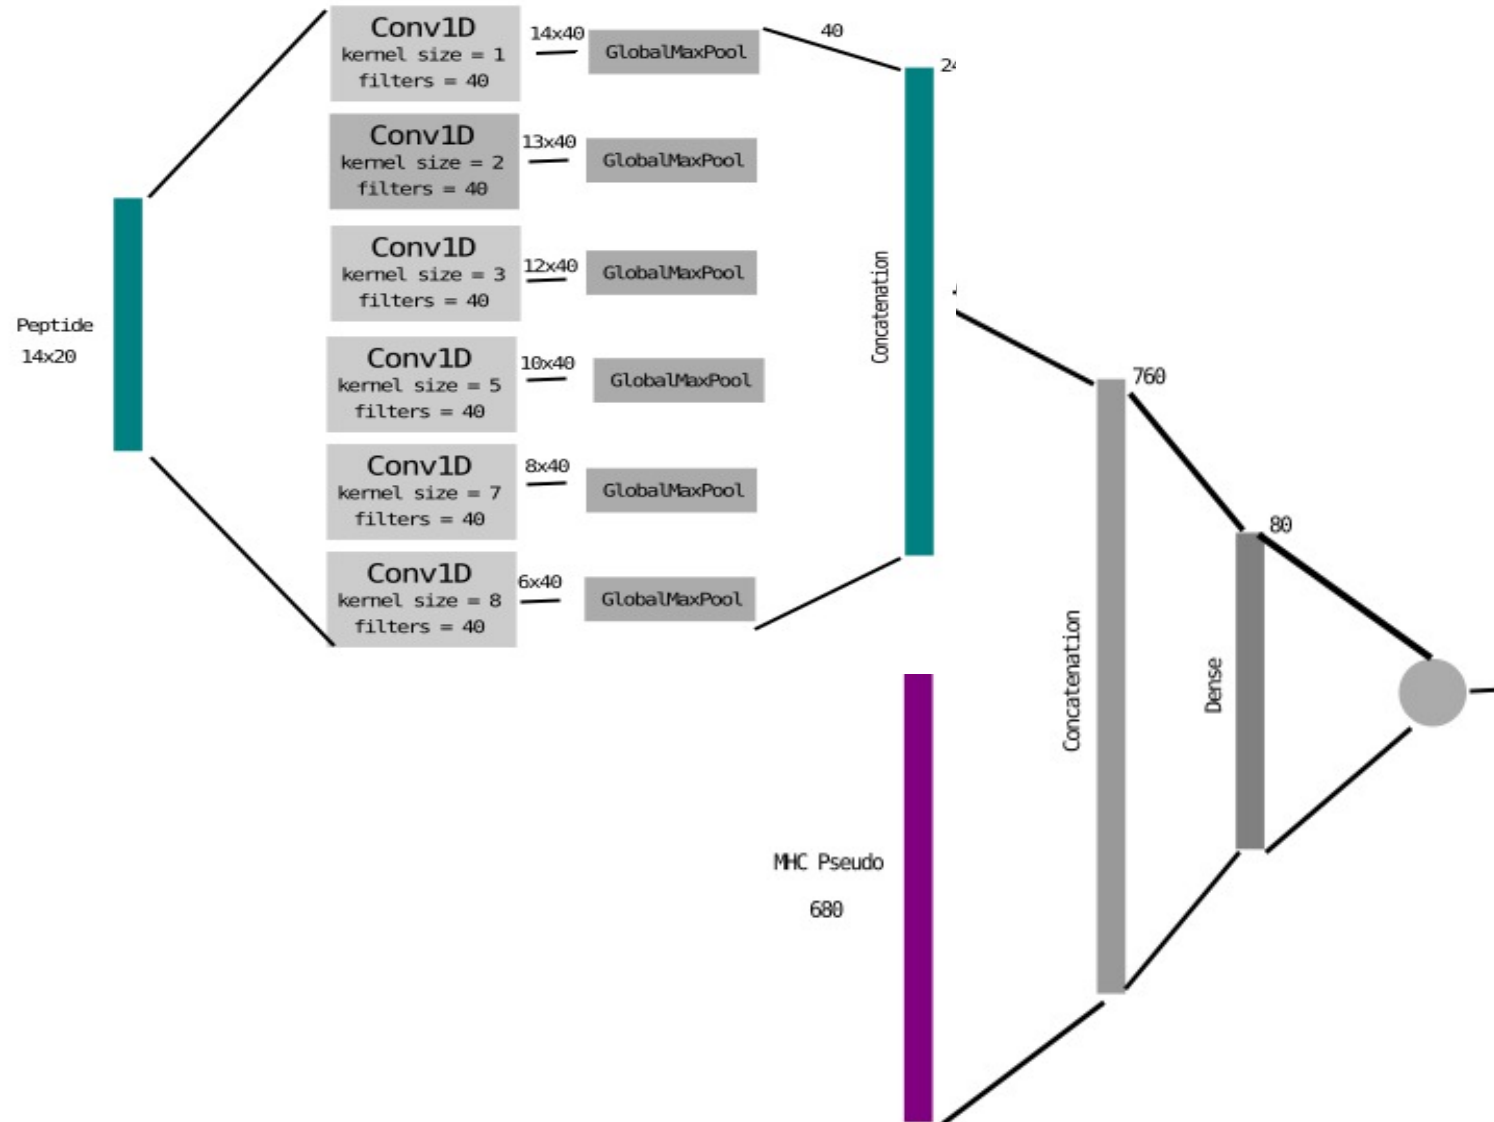 Conv1D
kernel size = 1
filters = 40
14x40
GlobalMaxPool
40
Conv1D
kernel size = 2
filters = 40
13x40
GlobalMaxPool
Conv1D
kernel size = 3
filters = 40
12x40
GlobalMaxPool
Conv1D
kernel size = 5
filters = 40
10x40
GlobalMaxPool
Conv1D
kernel size = 7
filters = 40
8x40
GlobalMaxPool
Conv1D
kernel size = 8
filters = 40
6x40
GlobalMaxPool
Peptide
14x20
Concatenation
MHC Pseudo
680
Concatenation
760
Dense
80